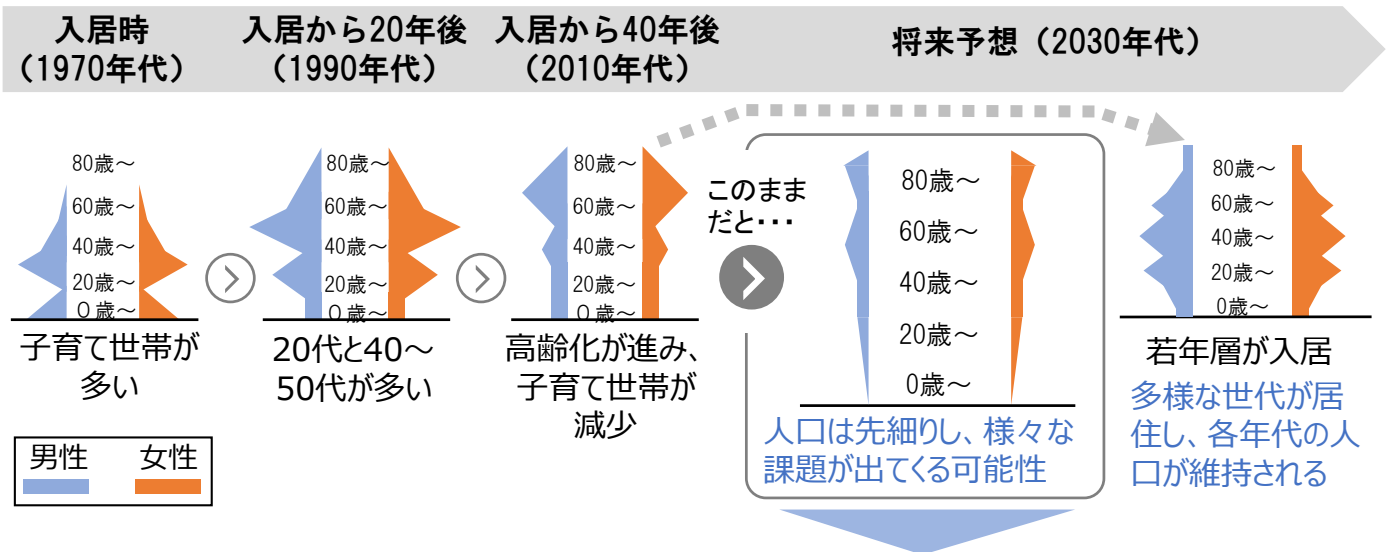 入居時
（1970年代）
入居から20年後
（1990年代）
入居から40年後
（2010年代）
将来予想（2030年代）
80歳～
60歳～
40歳～
20歳～
０歳～
子育て世帯が
多い
80歳～
60歳～
40歳～
20歳～
０歳～
20代と40～
50代が多い
80歳～
60歳～
40歳～
20歳～
０歳～
高齢化が進み、
子育て世帯が
減少
このまま
だと・・・
80歳～
60歳～
40歳～
20歳～
0歳～
人口は先細りし、様々な
課題が出てくる可能性
80歳～
60歳～
40歳～
20歳～
0歳～
若年層が入居
多様な世代が居
住し、各年代の人
口が維持される
男性
女性